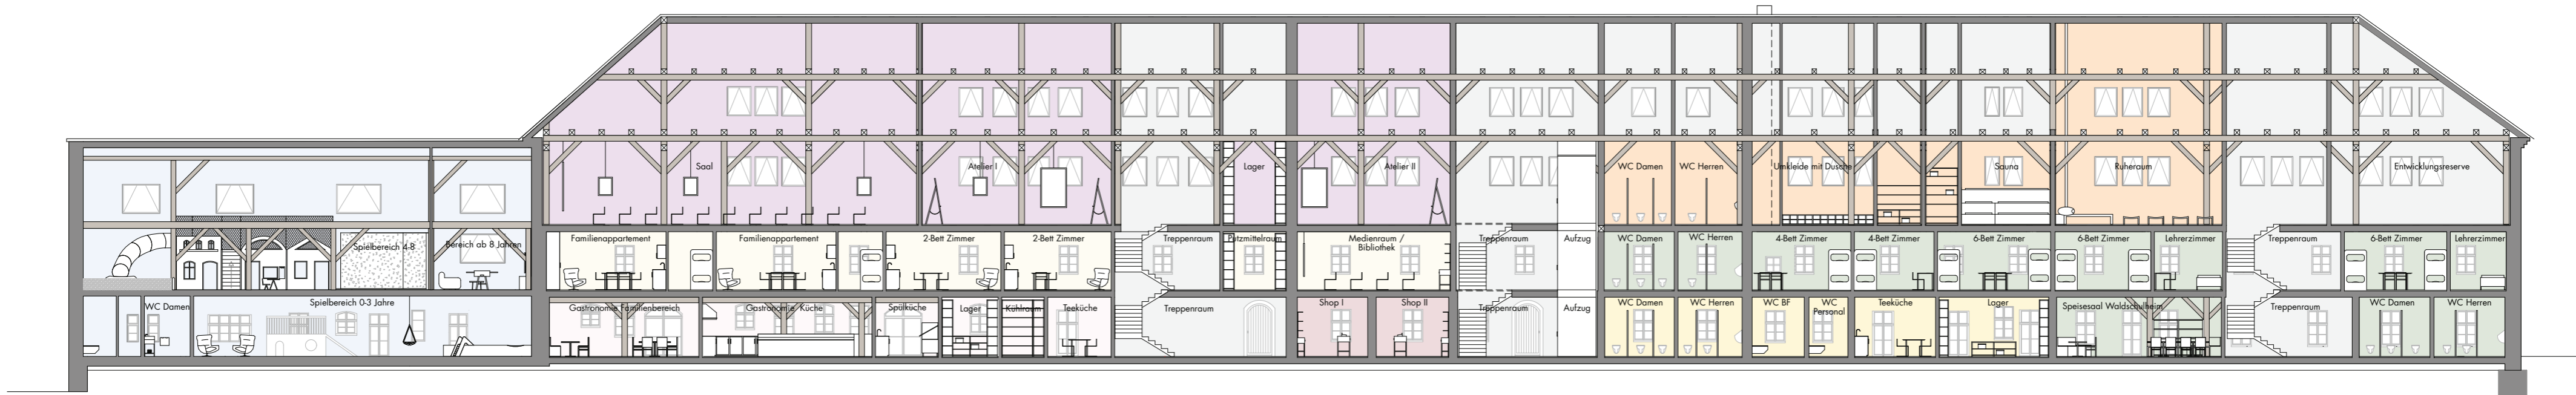 Saal
Atelier I
Lager
Atelier II
WC Damen
WC Herren
Umkleide mit Dusche
Sauna
Ruheraum
Entwicklungsreserve
Spielbereich 4-8
Bereich ab 8 Jahren
Familienappartement
Familienappartement
2-Bett Zimmer
2-Bett Zimmer
Treppenraum
Putzmittelraum
Medienraum /
Bibliothek
Treppenraum
Aufzug
WC Damen
WC Herren
4-Bett Zimmer
4-Bett Zimmer
6-Bett Zimmer
6-Bett Zimmer
Lehrerzimmer
Treppenraum
6-Bett Zimmer
Lehrerzimmer
WC Damen
Spielbereich 0-3 Jahre
Gastronomie Familienbereich
Gastronomie Küche
Spülküche
Lager
Kühlraum
Teeküche
Treppenraum
Shop I
Shop II
Treppenraum
Aufzug
WC Damen
WC Herren
WC BF
WC
Personal
Teeküche
Lager
Speisesaal Waldschulheim
Treppenraum
WC Damen
WC Herren